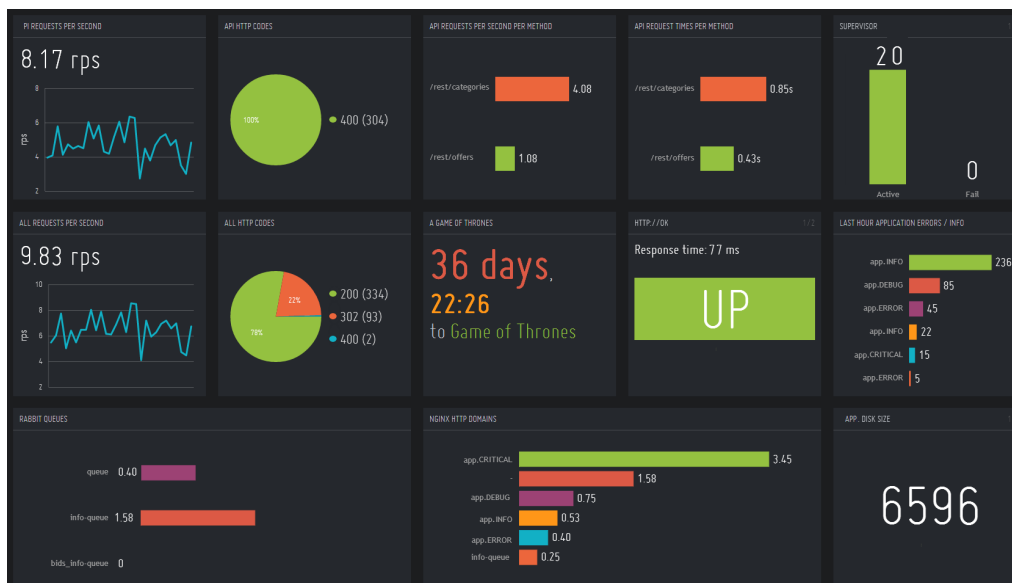 PI REQUESTS PER SECOND
8.17 rps
8
6
rps
4
2
API HTTP CODES
100%
400 (304)
API REQUESTS PER SECOND PER METHOD
/rest/categories 4.08
/rest/offers 1.08
API REQUEST TIMES PER METHOD
/rest/categories 0.85s
/rest/offers 0.43s
SUPERVISOR
20
0
Active Fail
ALL REQUESTS PER SECOND
9.83 rps
10
8
rps
6
4
2
ALL HTTP CODES
22%
78%
200 (334)
302 (93)
400 (2)
A GAME OF THRONES
36 days,
22:26
to Game of Thrones
HTTP://OK 1/2
Response time: 77 ms
UP
LAST HOUR APPLICATION ERRORS / INFO
app.INFO 236
app.DEBUG 85
app.ERROR 45
app.INFO 22
app.CRITICAL 15
app.ERROR 5
RABBIT QUEUES
queue 0.40
info-queue 1.58
bids_info-queue 0
NGINX HTTP DOMAINS
app.CRITICAL 3.45
- 1.58
app.DEBUG 0.75
app.INFO 0.53
app.ERROR 0.40
info-queue 0.25
APP. DISK SIZE
6596